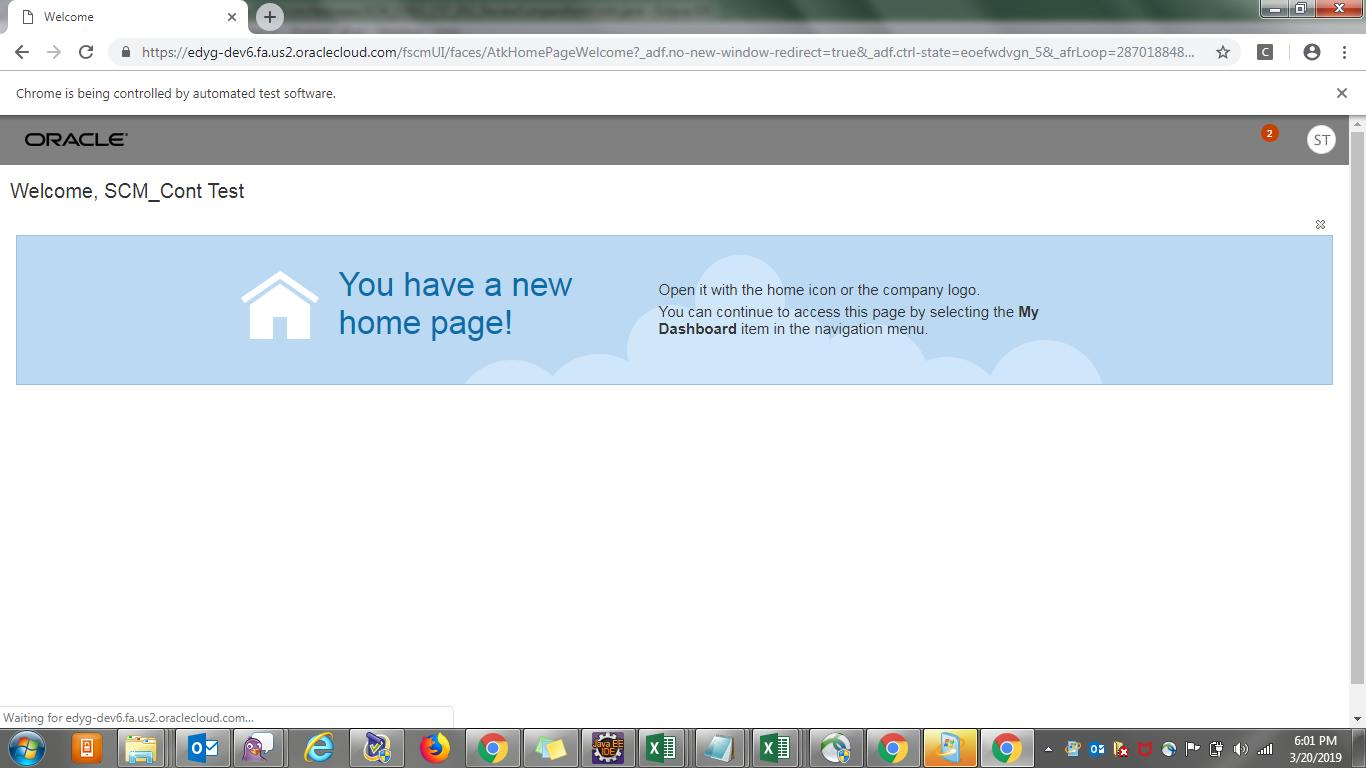 Welcome
https://edyg-dev6.fa.us2.oraclecloud.com/fscmUI/faces/AtkHomePageWelcome?_adf.no-new-window-redirect=true&_adf.ctrl-state=eoefwdvgn_5&_afrLoop=287018848...
C
Chrome is being controlled by automated test software.
ORACLE
2
ST
Welcome, SCM_Cont Test
You have a new
home page!
Open it with the home icon or the company logo.
You can continue to access this page by selecting the My
Dashboard item in the navigation menu.
Waiting for edyg-dev6.fa.us2.oraclecloud.com...
Java EE
IDE
6:01 PM
3/20/2019